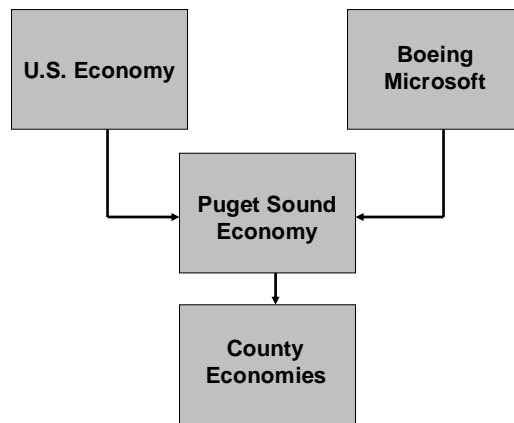 U.S. Economy
Boeing
Microsoft
Puget Sound
Economy
County
Economies